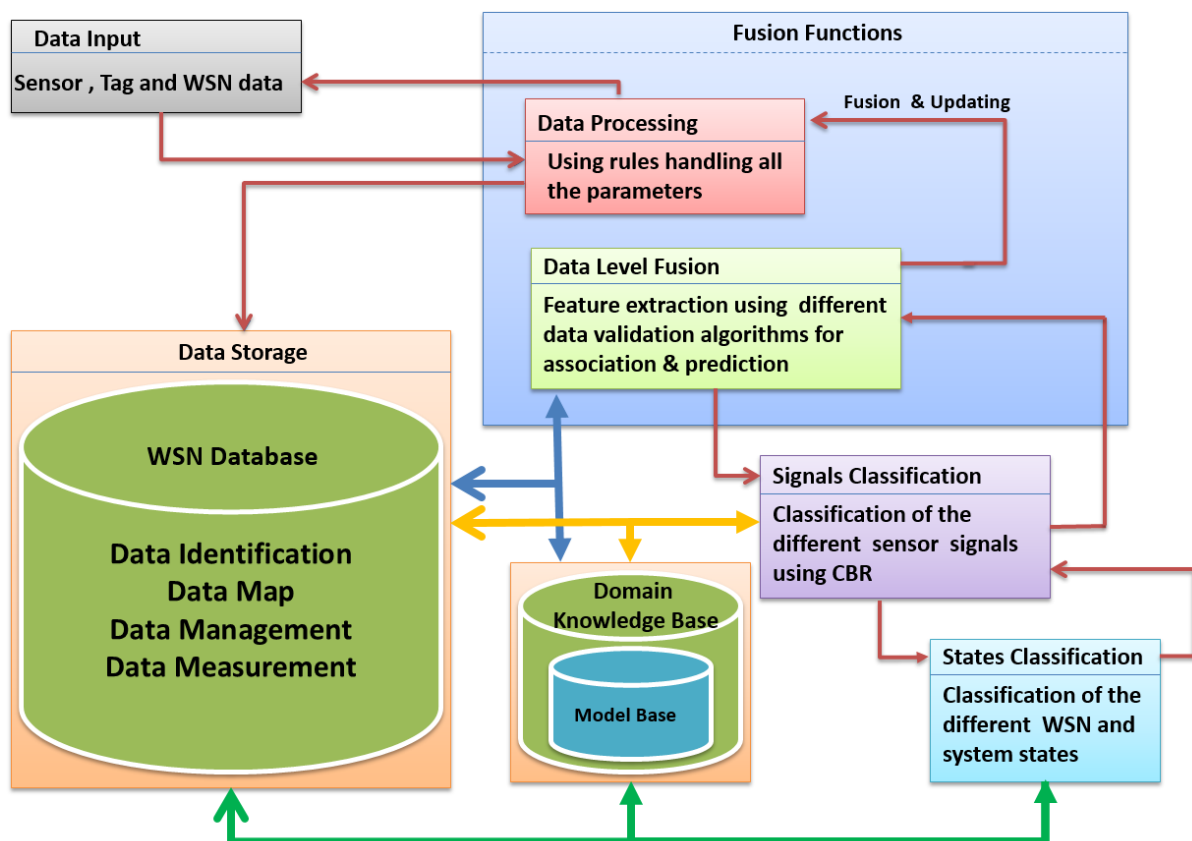 Data Input
Sensor , Tag and WSN data
Fusion Functions
Fusion & Updating
Data Processing
Using rules handling all
the parameters
Data Level Fusion
Feature extraction using different
data validation algorithms for
association & prediction
Data Storage
WSN Database
Data Identification
Data Map
Data Management
Data Measurement
Signals Classification
Classification of the
different sensor signals
using CBR
Domain
Knowledge Base
Model Base
States Classification
Classification of the
different WSN and
system states